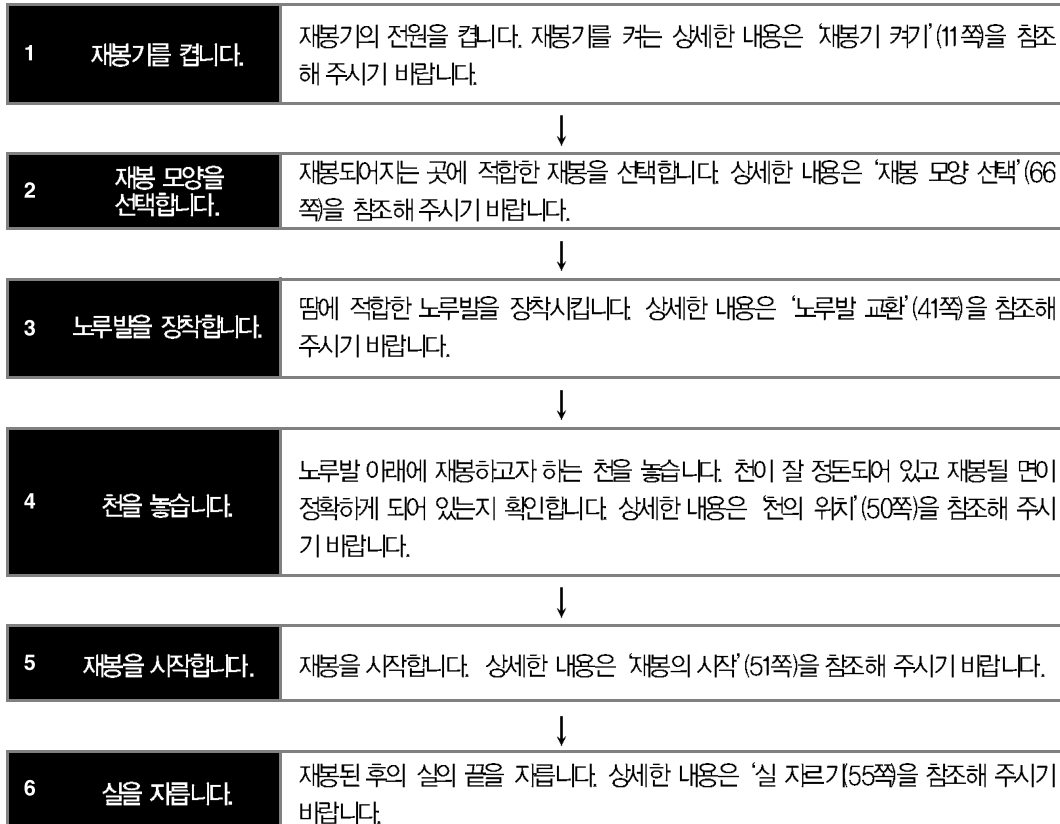 1 재봉기를 켭니다.
재봉기의 전원을 켭니다. 재봉기를 켜는 상세한 내용은 '재봉기 켜기'(11쪽)을 참조
해 주시기 바랍니다.
↓
2 재봉 모양을
선택합니다.
재봉되어지는 곳에 적합한 재봉을 선택합니다. 상세한 내용은 '재봉 모양 선택'(66
쪽)을 참조해 주시기 바랍니다.
↓
3 노루발을 장착합니다.
땀에 적합한 노루발을 장착시킵니다. 상세한 내용은 '노루발 교환'(41쪽)을 참조해
주시기 바랍니다.
↓
4 천을 놓습니다.
노루발 아래에 재봉하고자 하는 천을 놓습니다. 천이 잘 정돈되어 있고 재봉될 면이
정확하게 되어 있는지 확인합니다. 상세한 내용은 '천의 위치'(50쪽)을 참조해 주시
기 바랍니다.
↓
5 재봉을 시작합니다.
재봉을 시작합니다. 상세한 내용은 '재봉의 시작'(51쪽)을 참조해 주시기 바랍니다.
↓
6 실을 자릅니다.
재봉된 후의 실의 끝을 자릅니다. 상세한 내용은 '실 자르기(55쪽)을 참조해 주시기
바랍니다.